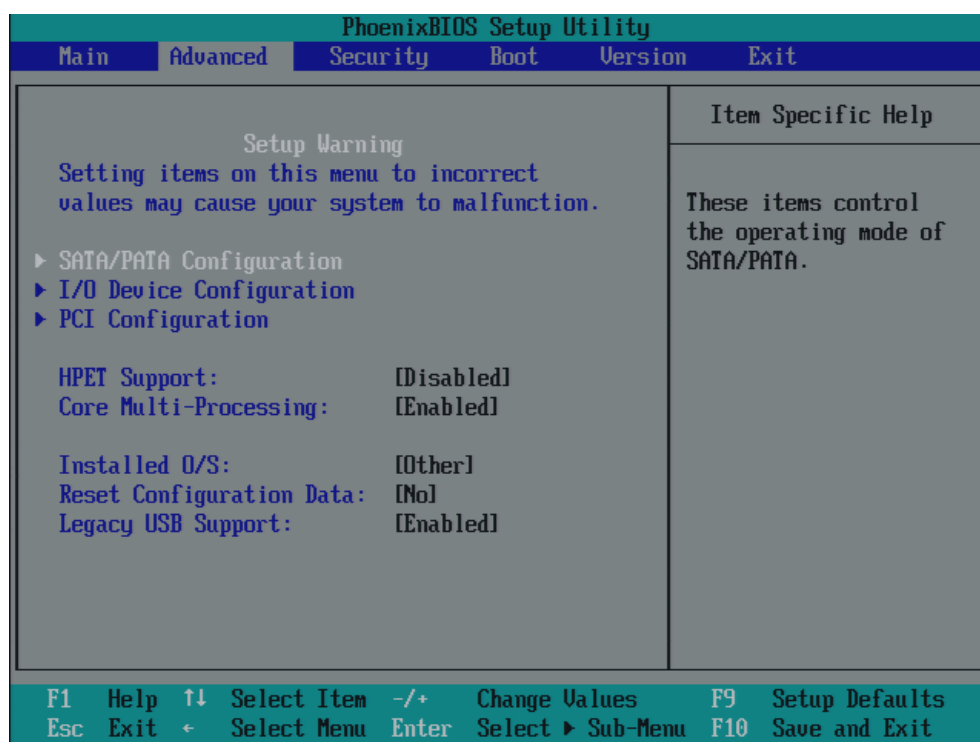 PhoenixBIOS Setup Utility
Main Advanced Security Boot Version Exit
Setup Warning
Setting items on this menu to incorrect
values may cause your system to malfunction.
▶ SATA/PATA Configuration
▶ I/O Device Configuration
▶ PCI Configuration
HPET Support: [Disabled]
Core Multi-Processing: [Enabled]
Installed O/S: [Other]
Reset Configuration Data: [No]
Legacy USB Support: [Enabled]
Item Specific Help
These items control
the operating mode of
SATA/PATA.
F1 Help ↑↓ Select Item -/+ Change Values F9 Setup Defaults
Esc Exit ← Select Menu Enter Select ▶ Sub-Menu F10 Save and Exit